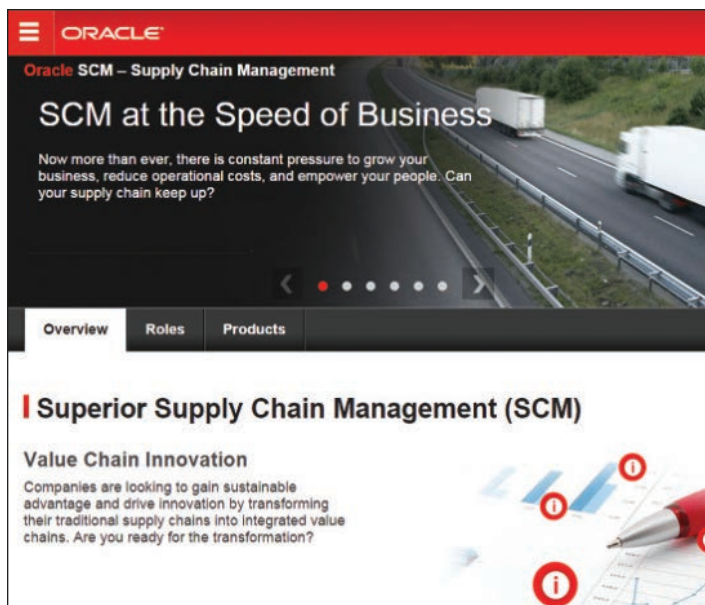 ORACLE
Oracle SCM – Supply Chain Management
SCM at the Speed of Business
Now more than ever, there is constant pressure to grow your
business, reduce operational costs, and empower your people. Can
your supply chain keep up?
Overview
Roles
Products
Superior Supply Chain Management (SCM)
Value Chain Innovation
Companies are looking to gain sustainable
advantage and drive innovation by transforming
their traditional supply chains into integrated value
chains. Are you ready for the transformation?